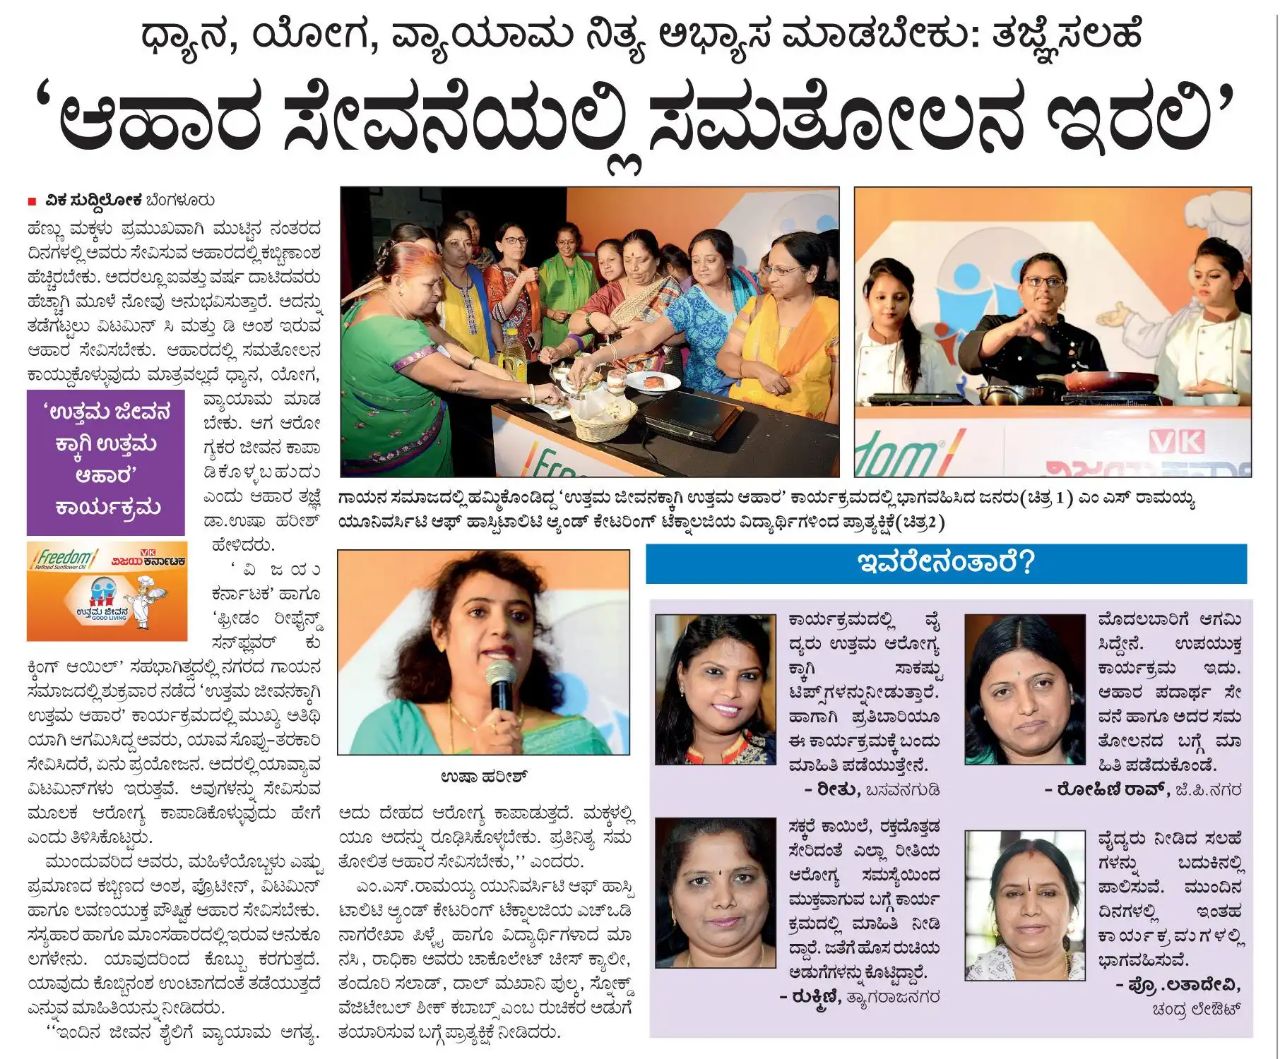 ಧ್ಯಾನ, ಯೋಗ, ವ್ಯಾಯಾಮ ನಿತ್ಯ ಅಭ್ಯಾಸ ಮಾಡಬೇಕು: ತಜ್ಞೆ ಸಲಹೆ
‘ಆಹಾರ ಸೇವನೆಯಲ್ಲಿ ಸಮತೋಲನ ಇರಲಿ’
■ ವಿಕ ಸುದ್ದಿಲೋಕ ಬೆಂಗಳೂರು
ಹೆಣ್ಣು ಮಕ್ಕಳು ಪ್ರಮುಖವಾಗಿ ಮುಟ್ಟಿನ ನಂತರದ
ದಿನಗಳಲ್ಲಿ ಅವರು ಸೇವಿಸುವ ಆಹಾರದಲ್ಲಿ ಕಬ್ಬಿಣಾಂಶ
ಹೆಚ್ಚಿರಬೇಕು. ಅದರಲ್ಲೂ ಐವತ್ತು ವರ್ಷ ದಾಟಿದವರು
ಹೆಚ್ಚಾಗಿ ಮೂಳೆ ನೋವು ಅನುಭವಿಸುತ್ತಾರೆ. ಅದನ್ನು
ತಡೆಗಟ್ಟಲು ವಿಟಮಿನ್ ಸಿ ಮತ್ತು ಡಿ ಅಂಶ ಇರುವ
ಆಹಾರ ಸೇವಿಸಬೇಕು. ಆಹಾರದಲ್ಲಿ ಸಮತೋಲನ
ಕಾಯ್ದುಕೊಳ್ಳುವುದು ಮಾತ್ರವಲ್ಲದೆ ಧ್ಯಾನ, ಯೋಗ,
ವ್ಯಾಯಾಮ ಮಾಡ
ಬೇಕು. ಆಗ ಆರೋ
ಗ್ಯಕರ ಜೀವನ ಕಾಪಾ
ಡಿಕೊಳ್ಳಬಹುದು
ಎಂದು ಆಹಾರ ತಜ್ಞೆ
ಡಾ.ಉಷಾ ಹರೀಶ್
ಹೇಳಿದರು.
‘ವಿಜಯ
ಕರ್ನಾಟಕ’ ಹಾಗೂ
‘ಫ್ರೀಡಂ ರೀಫೈನ್ಡ್
ಸನ್‌ಫ್ಲವರ್ ಕು
ಕ್ಕಿಂಗ್ ಆಯಿಲ್’ ಸಹಭಾಗಿತ್ವದಲ್ಲಿ ನಗರದ ಗಾಯನ
ಸಮಾಜದಲ್ಲಿ ಶುಕ್ರವಾರ ನಡೆದ ‘ಉತ್ತಮ ಜೀವನಕ್ಕಾಗಿ
ಉತ್ತಮ ಆಹಾರ’ ಕಾರ್ಯಕ್ರಮದಲ್ಲಿ ಮುಖ್ಯ ಅತಿಥಿ
ಯಾಗಿ ಆಗಮಿಸಿದ್ದ ಅವರು, ಯಾವ ಸೊಪ್ಪು-ತರಕಾರಿ
ಸೇವಿಸಿದರೆ, ಏನು ಪ್ರಯೋಜನ. ಅದರಲ್ಲಿ ಯಾವ್ಯಾವ
ವಿಟಮಿನ್‌ಗಳು ಇರುತ್ತವೆ. ಅವುಗಳನ್ನು ಸೇವಿಸುವ
ಮೂಲಕ ಆರೋಗ್ಯ ಕಾಪಾಡಿಕೊಳ್ಳುವುದು ಹೇಗೆ
ಎಂದು ತಿಳಿಸಿಕೊಟ್ಟರು.
ಮುಂದುವರಿದ ಅವರು, ಮಹಿಳೆಯೊಬ್ಬಳು ಎಷ್ಟು
ಪ್ರಮಾಣದ ಕಬ್ಬಿಣದ ಅಂಶ, ಪ್ರೊಟೀನ್, ವಿಟಮಿನ್
ಹಾಗೂ ಲವಣಯುಕ್ತ ಪೌಷ್ಟಿಕ ಆಹಾರ ಸೇವಿಸಬೇಕು.
ಸಸ್ಯಹಾರ ಹಾಗೂ ಮಾಂಸಹಾರದಲ್ಲಿ ಇರುವ ಅನುಕೂ
ಲಗಳೇನು. ಯಾವುದರಿಂದ ಕೊಬ್ಬು ಕರಗುತ್ತದೆ.
ಯಾವುದು ಕೊಬ್ಬಿನಂಶ ಉಂಟಾಗದಂತೆ ತಡೆಯುತ್ತದೆ
ಎನ್ನುವ ಮಾಹಿತಿಯನ್ನು ನೀಡಿದರು.
‘‘ಇಂದಿನ ಜೀವನ ಶೈಲಿಗೆ ವ್ಯಾಯಾಮ ಅಗತ್ಯ.
‘ಉತ್ತಮ ಜೀವನ
ಕ್ಕಾಗಿ ಉತ್ತಮ
ಆಹಾರ’
ಕಾರ್ಯಕ್ರಮ
Freedom
Refined Sunflower Oil
VK
ವಿಜಯ ಕರ್ನಾಟಕ
ಉತ್ತಮ ಜೀವನ
GOOD LIVING
Free
dom
VK
ಗಾಯನ ಸಮಾಜದಲ್ಲಿ ಹಮ್ಮಿಕೊಂಡಿದ್ದ ‘ಉತ್ತಮ ಜೀವನಕ್ಕಾಗಿ ಉತ್ತಮ ಆಹಾರ’ ಕಾರ್ಯಕ್ರಮದಲ್ಲಿ ಭಾಗವಹಿಸಿದ ಜನರು(ಚಿತ್ರ 1) ಎಂ ಎಸ್ ರಾಮಯ್ಯ
ಯೂನಿವರ್ಸಿಟಿ ಆಫ್ ಹಾಸ್ಪಿಟಾಲಿಟಿ ಆ್ಯಂಡ್ ಕೇಟರಿಂಗ್ ಟೆಕ್ನಾಲಜಿಯ ವಿದ್ಯಾರ್ಥಿಗಳಿಂದ ಪ್ರಾತ್ಯಕ್ಷಿಕೆ(ಚಿತ್ರ2)
ಉಷಾ ಹರೀಶ್
ಅದು ದೇಹದ ಆರೋಗ್ಯ ಕಾಪಾಡುತ್ತದೆ. ಮಕ್ಕಳಲ್ಲಿ
ಯೂ ಅದನ್ನು ರೂಢಿಸಿಕೊಳ್ಳಬೇಕು. ಪ್ರತಿನಿತ್ಯ ಸಮ
ತೋಲಿತ ಆಹಾರ ಸೇವಿಸಬೇಕು,’’ ಎಂದರು.
ಎಂ.ಎಸ್.ರಾಮಯ್ಯ ಯುನಿವರ್ಸಿಟಿ ಆಫ್ ಹಾಸ್ಪಿ
ಟಾಲಿಟಿ ಆ್ಯಂಡ್ ಕೇಟರಿಂಗ್ ಟೆಕ್ನಾಲಜಿಯ ಎಚ್‌ಒಡಿ
ನಾಗರೇಖಾ ಪಿಳ್ಳೈ ಹಾಗೂ ವಿದ್ಯಾರ್ಥಿಗಳಾದ ಮಾ
ನಸಿ, ರಾಧಿಕಾ ಅವರು ಚಾಕೊಲೇಟ್ ಚೀಸ್ ಕ್ಯಾಲೀ,
ತಂದೂರಿ ಸಲಾಡ್, ದಾಲ್ ಮಖಾನಿ ಪುಲ್ಕ, ಸ್ಮೋಕ್ಡ್
ವೆಜಿಟೇಬಲ್ ಶೀಕ್ ಕಬಾಬ್ಸ್ ಎಂಬ ರುಚಿಕರ ಅಡುಗೆ
ತಯಾರಿಸುವ ಬಗ್ಗೆ ಪ್ರಾತ್ಯಕ್ಷಿಕೆ ನೀಡಿದರು.
ಇವರೇನಂತಾರೆ?
ಕಾರ್ಯಕ್ರಮದಲ್ಲಿ ವೈ
ದ್ಯರು ಉತ್ತಮ ಆರೋಗ್ಯ
ಕ್ಕಾಗಿ ಸಾಕಷ್ಟು
ಟಿಪ್ಸ್‌ಗಳನ್ನು ನೀಡುತ್ತಾರೆ.
ಹಾಗಾಗಿ ಪ್ರತಿಬಾರಿಯೂ
ಈ ಕಾರ್ಯಕ್ರಮಕ್ಕೆ ಬಂದು
ಮಾಹಿತಿ ಪಡೆಯುತ್ತೇನೆ.
- ರೀತು, ಬಸವನಗುಡಿ
ಮೊದಲಬಾರಿಗೆ ಆಗಮಿ
ಸಿದ್ದೇನೆ. ಉಪಯುಕ್ತ
ಕಾರ್ಯಕ್ರಮ ಇದು.
ಆಹಾರ ಪದಾರ್ಥ ಸೇ
ವನೆ ಹಾಗೂ ಅದರ ಸಮ
ತೋಲನದ ಬಗ್ಗೆ ಮಾ
ಹಿತಿ ಪಡೆದುಕೊಂಡೆ.
- ರೋಹಿಣಿ ರಾವ್, ಜೆ.ಪಿ.ನಗರ
ಸಕ್ಕರೆ ಕಾಯಿಲೆ, ರಕ್ತದೊತ್ತಡ
ಸೇರಿದಂತೆ ಎಲ್ಲಾ ರೀತಿಯ
ಆರೋಗ್ಯ ಸಮಸ್ಯೆಯಿಂದ
ಮುಕ್ತವಾಗುವ ಬಗ್ಗೆ ಕಾರ್ಯ
ಕ್ರಮದಲ್ಲಿ ಮಾಹಿತಿ ನೀಡಿ
ದ್ದಾರೆ. ಜತೆಗೆ ಹೊಸ ರುಚಿಯ
ಅಡುಗೆಗಳನ್ನು ಕೊಟ್ಟಿದ್ದಾರೆ.
- ರುಕ್ಮಿಣಿ, ತ್ಯಾಗರಾಜನಗರ
ವೈದ್ಯರು ನೀಡಿದ ಸಲಹೆ
ಗಳನ್ನು ಬದುಕಿನಲ್ಲಿ
ಪಾಲಿಸುವೆ. ಮುಂದಿನ
ದಿನಗಳಲ್ಲಿ ಇಂತಹ
ಕಾರ್ಯಕ್ರಮಗಳಲ್ಲಿ
ಭಾಗವಹಿಸುವೆ.
- ಪ್ರೊ.ಲತಾದೇವಿ,
ಚಂದ್ರ ಲೇಔಟ್